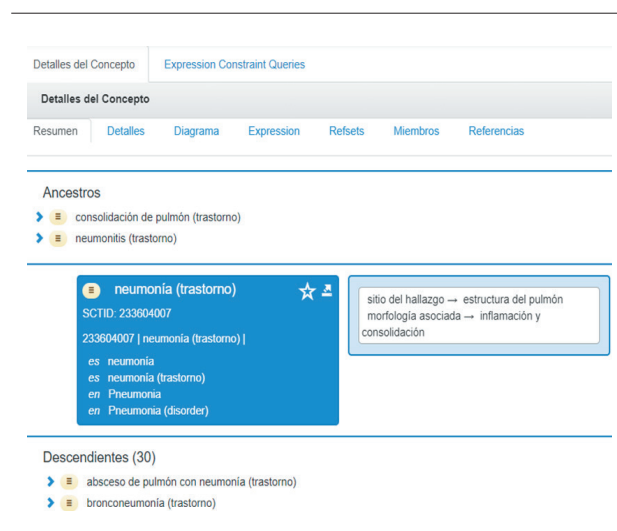 Detalles del Concepto Expression Constraint Queries
Detalles del Concepto
Resumen Detalles Diagrama Expression Refsets Miembros Referencias
Ancestros
consolidación de pulmón (trastorno)
neumonitis (trastorno)
neumonía (trastorno)
SCTID: 233604007
233604007 | neumonía (trastorno) |
es neumonía
es neumonía (trastorno)
en Pneumonia
en Pneumonia (disorder)
sitio del hallazgo → estructura del pulmón
morfología asociada → inflamación y
consolidación
Descendientes (30)
absceso de pulmón con neumonía (trastorno)
bronconeumonía (trastorno)